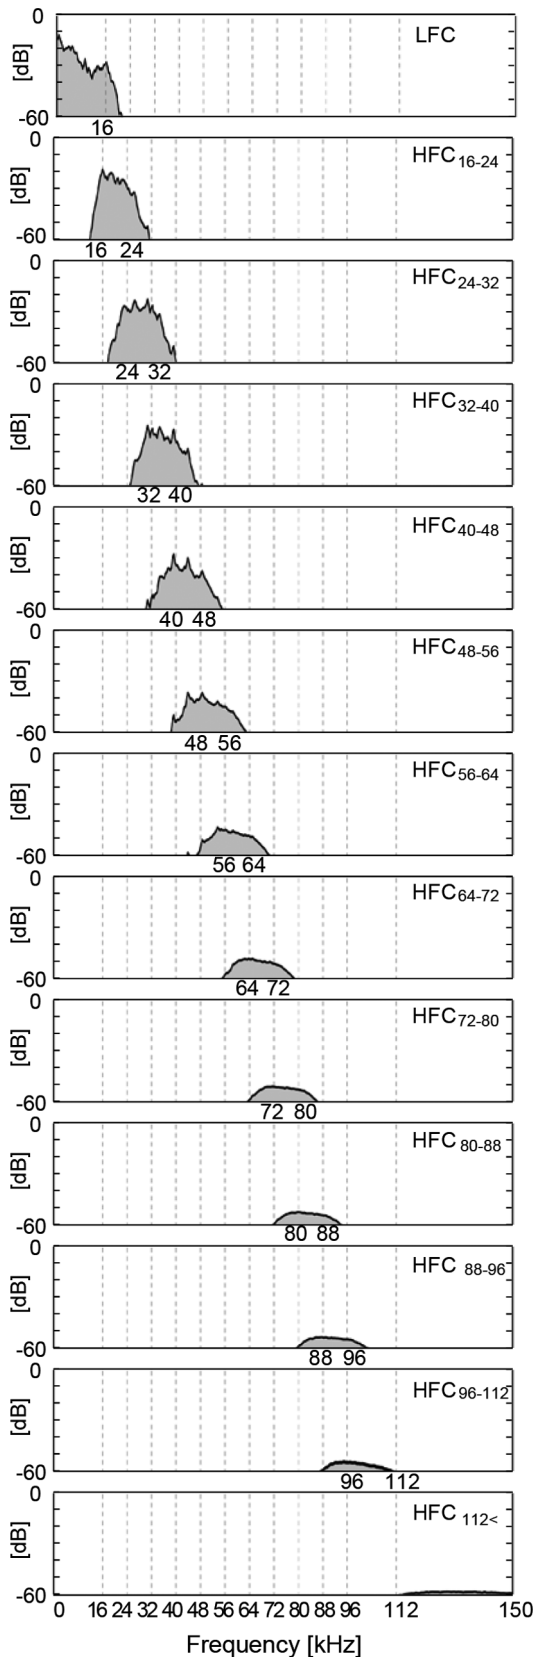 0 LFC
[dB]
-60
16
0 HFC16-24
[dB]
-60
16 24
0 HFC24-32
[dB]
-60
24 32
0 HFC32-40
[dB]
-60
32 40
0 HFC40-48
[dB]
-60
40 48
0 HFC48-56
[dB]
-60
48 56
0 HFC56-64
[dB]
-60
56 64
0 HFC64-72
[dB]
-60
64 72
0 HFC72-80
[dB]
-60
72 80
0 HFC80-88
[dB]
-60
80 88
0 HFC 88-96
[dB]
-60
88 96
0 HFC96-112
[dB]
-60
96 112
0 HFC 112<
[dB]
-60
0 16 24 32 40 48 56 64 72 80 88 96 112 150
Frequency [kHz]